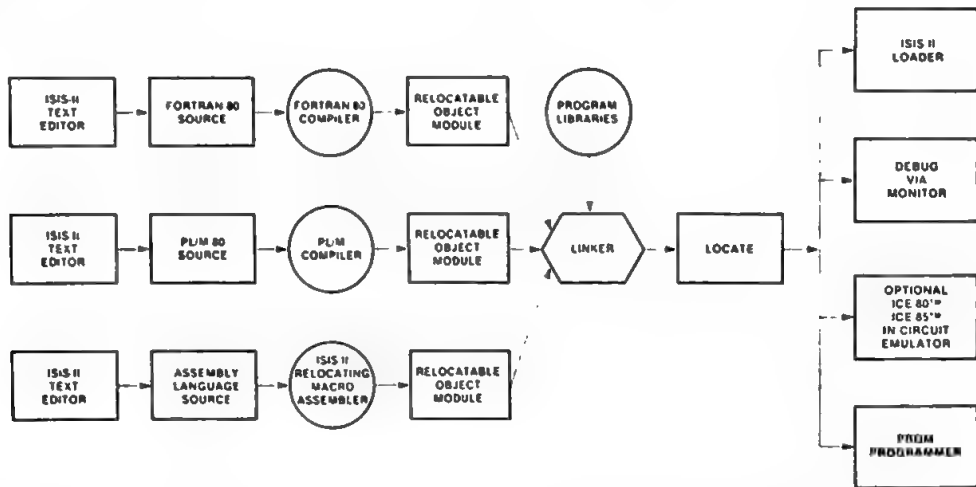 ISIS-II
TEXT
EDITOR
FORTRAN 80
SOURCE
FORTRAN 80
COMPILER
RELOCATABLE
OBJECT
MODULE
PROGRAM
LIBRARIES
ISIS II
TEXT
EDITOR
PL/M 80
SOURCE
PL/M
COMPILER
RELOCATABLE
OBJECT
MODULE
LINKER
LOCATE
ISIS II
TEXT
EDITOR
ASSEMBLY
LANGUAGE
SOURCE
ISIS II
RELOCATING
MACRO
ASSEMBLER
RELOCATABLE
OBJECT
MODULE
ISIS II
LOADER
DEBUG
VIA
MONITOR
OPTIONAL
ICE 80™
ICE 85™
IN CIRCUIT
EMULATOR
PROM
PROGRAMMER